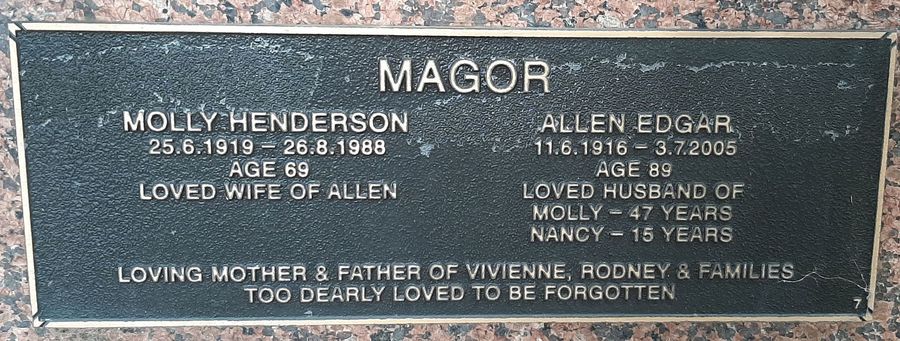 MAGOR
MOLLY HENDERSON
25.6.1919 – 26.8.1988
AGE 69
LOVED WIFE OF ALLEN
ALLEN EDGAR
11.6.1916 – 3.7.2005
AGE 89
LOVED HUSBAND OF
MOLLY – 47 YEARS
NANCY – 15 YEARS
LOVING MOTHER & FATHER OF VIVIENNE, RODNEY & FAMILIES
TOO DEARLY LOVED TO BE FORGOTTEN
7